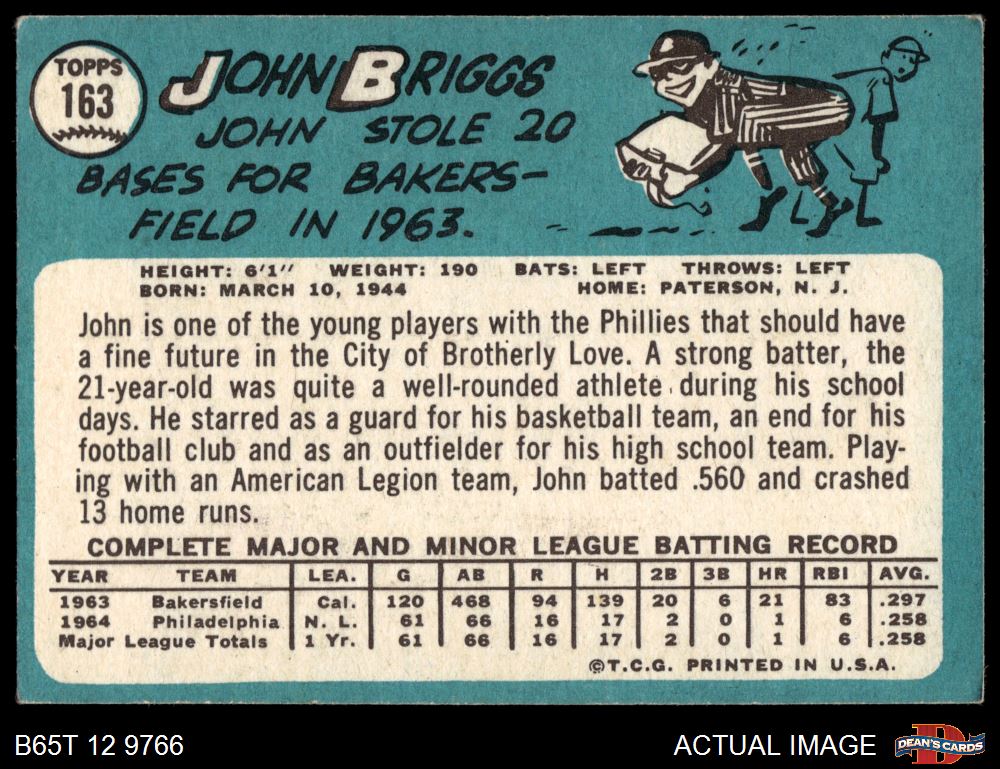 TOPPS
163
JOHN BRIGGS
JOHN STOLE 20
BASES FOR BAKERS-
FIELD IN 1963.
HEIGHT: 6'1" WEIGHT: 190 BATS: LEFT THROWS: LEFT
BORN: MARCH 10, 1944 HOME: PATERSON, N. J.
John is one of the young players with the Phillies that should have
a fine future in the City of Brotherly Love. A strong batter, the
21-year-old was quite a well-rounded athlete during his school
days. He starred as a guard for his basketball team, an end for his
football club and as an outfielder for his high school team. Play-
ing with an American Legion team, John batted .560 and crashed
13 home runs.
COMPLETE MAJOR AND MINOR LEAGUE BATTING RECORD
YEAR TEAM LEA. G AB R H 2B 3B HR RBI AVG.
1963 Bakersfield Cal. 120 468 94 139 20 6 21 83 .297
1964 Philadelphia N. L. 61 66 16 17 2 0 1 6 .258
Major League Totals 1 Yr. 61 66 16 17 2 0 1 6 .258
©T.C.G. PRINTED IN U.S.A.
B65T 12 9766 ACTUAL IMAGE D DEAN'S CARDS